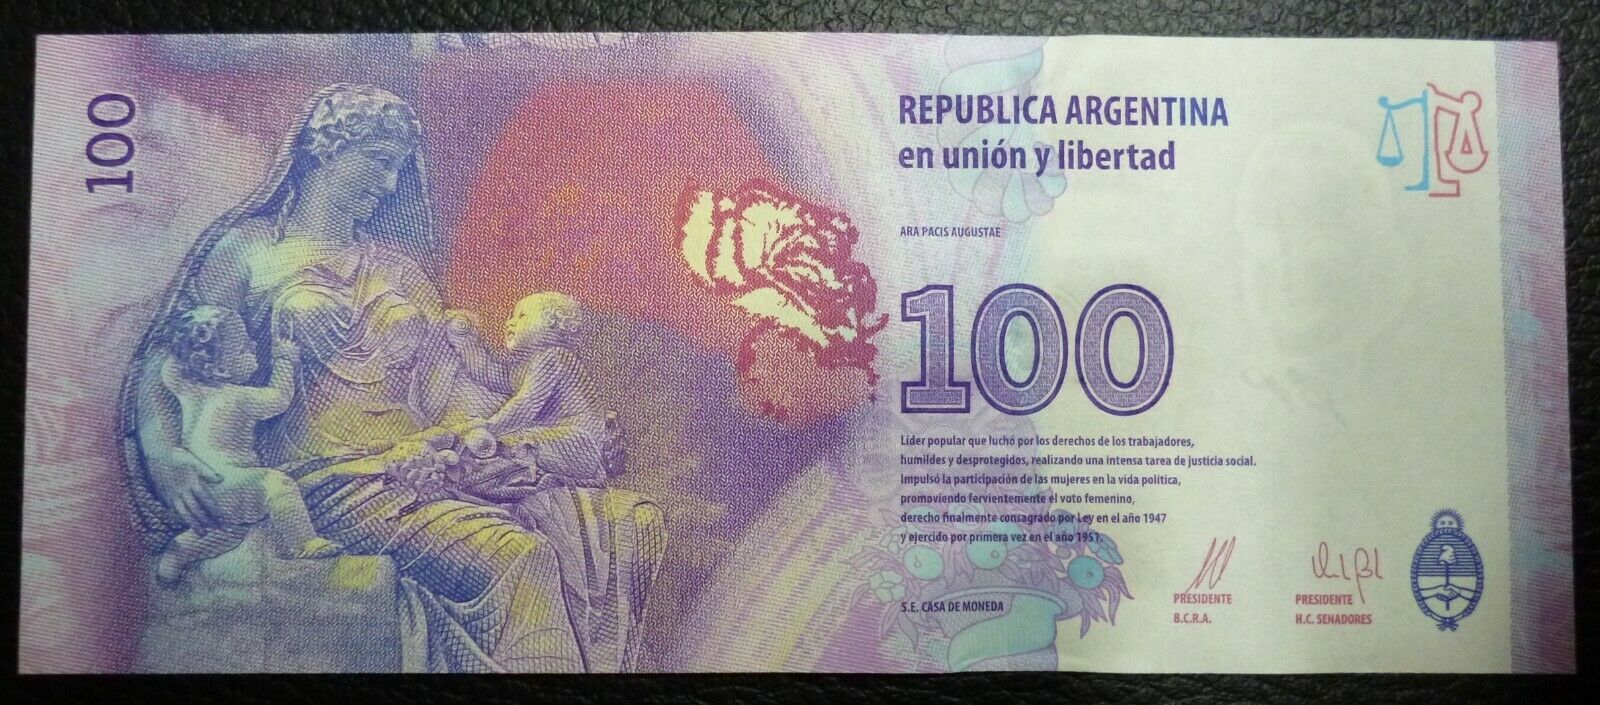 100
REPUBLICA ARGENTINA
en unión y libertad
ARA PACIS AUGUSTAE
100
Líder popular que luchó por los derechos de los trabajadores,
humildes y desprotegidos, realizando una intensa tarea de justicia social.
Impulsó la participación de las mujeres en la vida política,
promoviendo fervientemente el voto femenino,
derecho finalmente consagrado por Ley en el año 1947
y ejercido por primera vez en el año 1951.
S.E. CASA DE MONEDA
PRESIDENTE
B.C.R.A.
PRESIDENTE
H.C. SENADORES